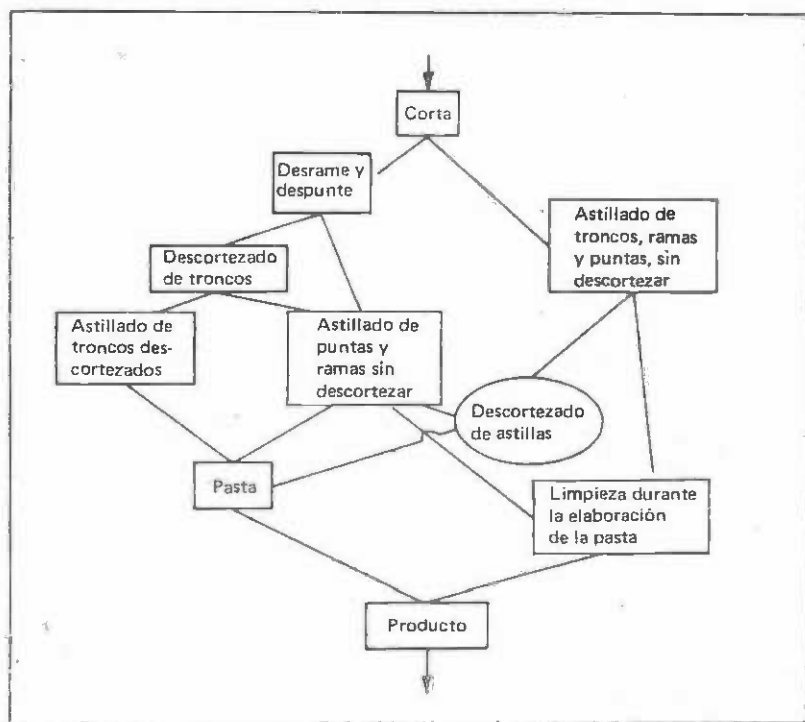 Corta
Desrame y
despunte
Astillado de
troncos, ramas
y puntas, sin
descortezar
Descortezado
de troncos
Astillado de
troncos des-
cortezados
Astillado de
puntas y
ramas sin
descortezar
Descortezado
de astillas
Pasta
Limpieza durante
la elaboración
de la pasta
Producto